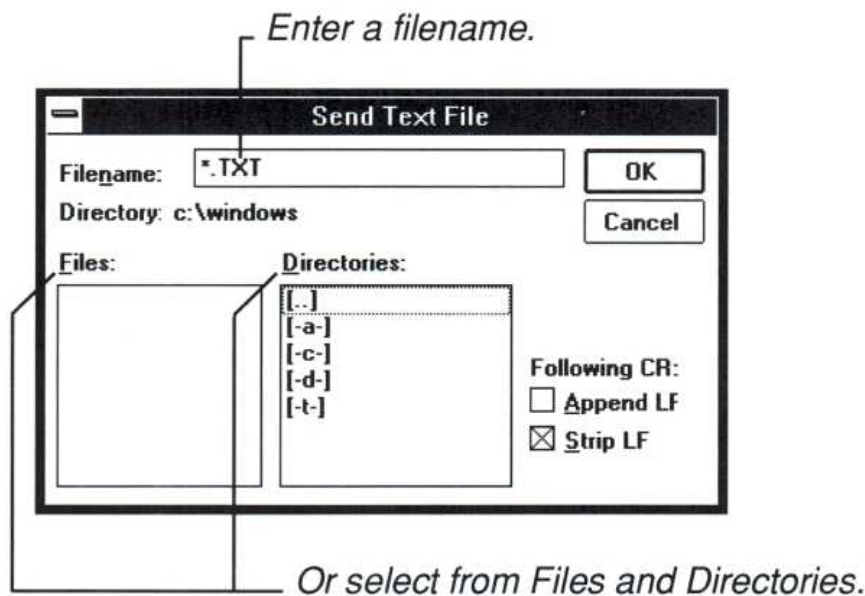 Enter a filename.
Send Text File
Filename: *.TXT
OK
Directory: c:\windows
Cancel
Files:
Directories:
[..]
[-a-]
[-c-]
[-d-]
[-t-]
Following CR:
Append LF
Strip LF
Or select from Files and Directories.